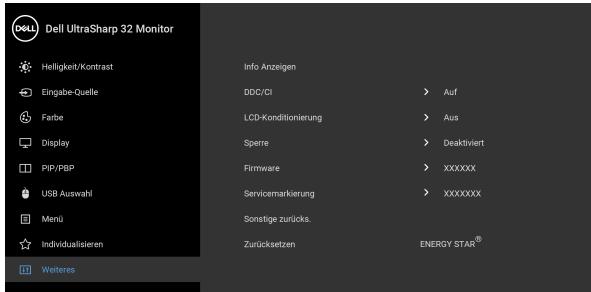 DELL Dell UltraSharp 32 Monitor
Helligkeit/Kontrast Info Anzeigen
Eingabe-Quelle DDC/CI > Auf
Farbe LCD-Konditionierung > Aus
Display Sperre > Deaktiviert
PIP/PBP Firmware > XXXXXX
USB Auswahl Servicemarkierung > XXXXXXX
Menü Sonstige zurücks.
Individualisieren Zurücksetzen ENERGY STAR®
Weiteres